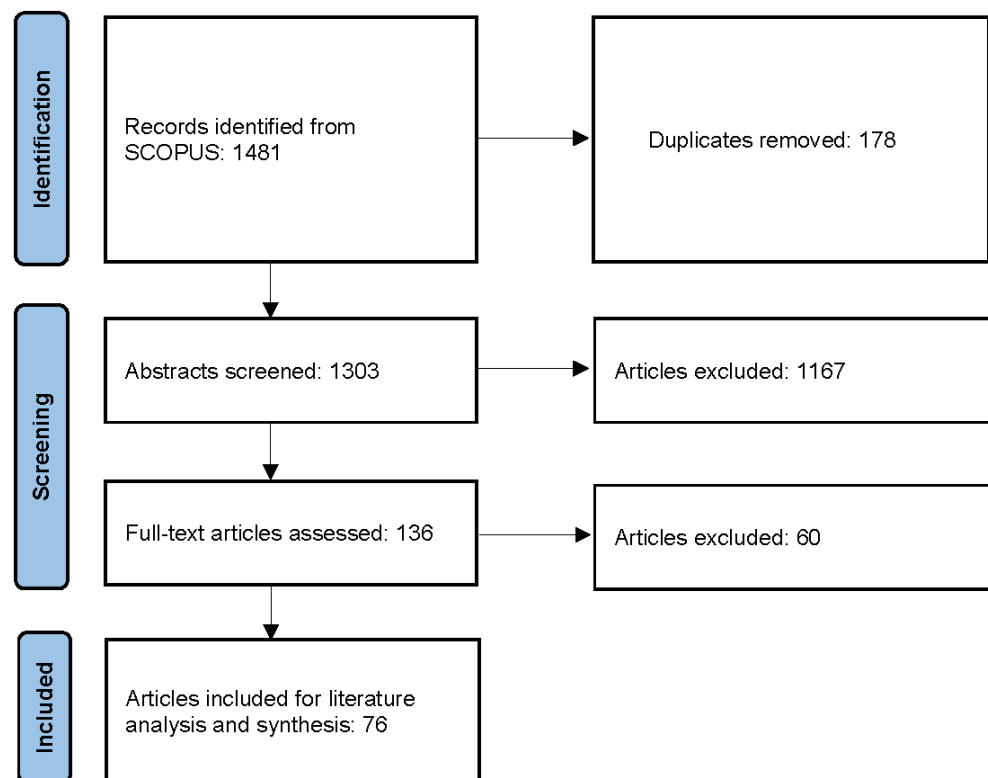 Identification
Records identified from
SCOPUS: 1481
Duplicates removed: 178
Screening
Abstracts screened: 1303
Articles excluded: 1167
Full-text articles assessed: 136
Articles excluded: 60
Included
Articles included for literature
analysis and synthesis: 76